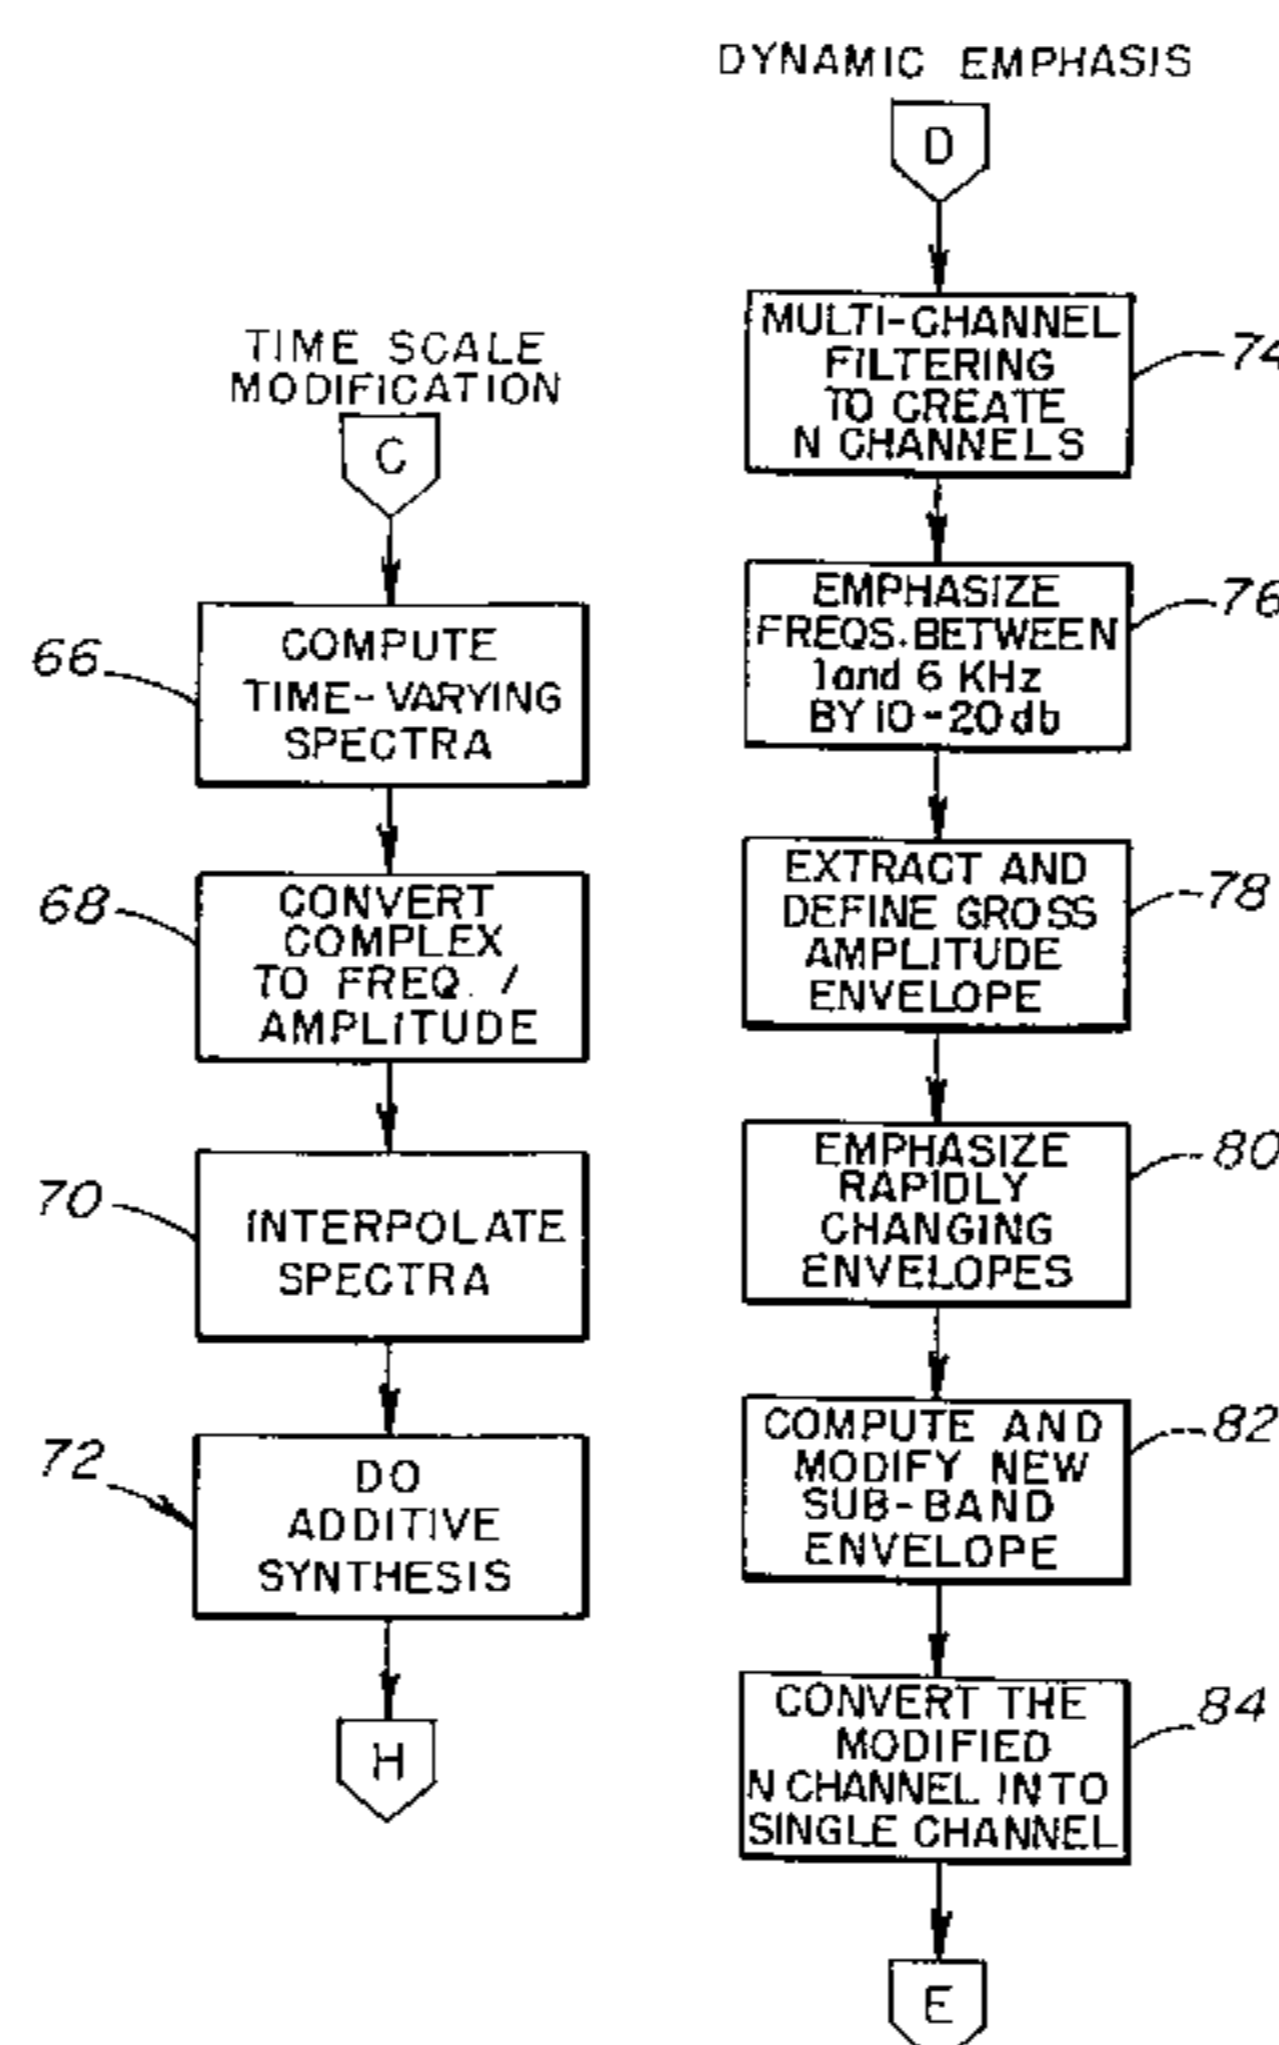 TIME SCALE
MODIFICATION
C
66
COMPUTE
TIME-VARYING
SPECTRA
68
CONVERT
COMPLEX
TO FREQ. /
AMPLITUDE
70
INTERPOLATE
SPECTRA
72
DO
ADDITIVE
SYNTHESIS
H
DYNAMIC EMPHASIS
D
MULTI-CHANNEL
FILTERING
TO CREATE
N CHANNELS
74
EMPHASIZE
FREQS. BETWEEN
1 and 6 KHz
BY 10-20 db
76
EXTRACT AND
DEFINE GROSS
AMPLITUDE
ENVELOPE
78
EMPHASIZE
RAPIDLY
CHANGING
ENVELOPES
80
COMPUTE AND
MODIFY NEW
SUB-BAND
ENVELOPE
82
CONVERT THE
MODIFIED
N CHANNEL INTO
SINGLE CHANNEL
84
E